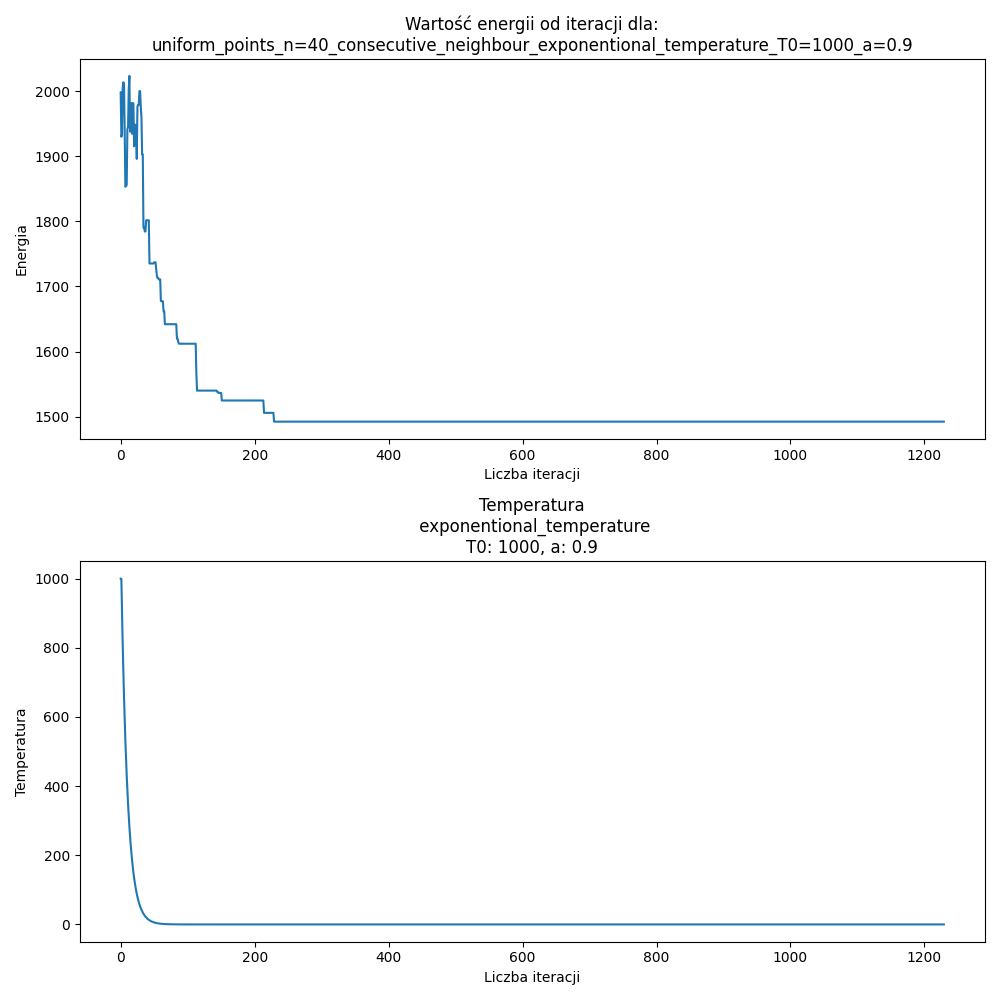 Wartość energii od iteracji dla:
uniform_points_n=40_consecutive_neighbour_exponentional_temperature_T0=1000_a=0.9
2000
1900
1800
1700
1600
1500
Energia
0 200 400 600 800 1000 1200
Liczba iteracji
Temperatura
exponentional_temperature
T0: 1000, a: 0.9
1000
800
600
400
200
0
Temperatura
0 200 400 600 800 1000 1200
Liczba iteracji